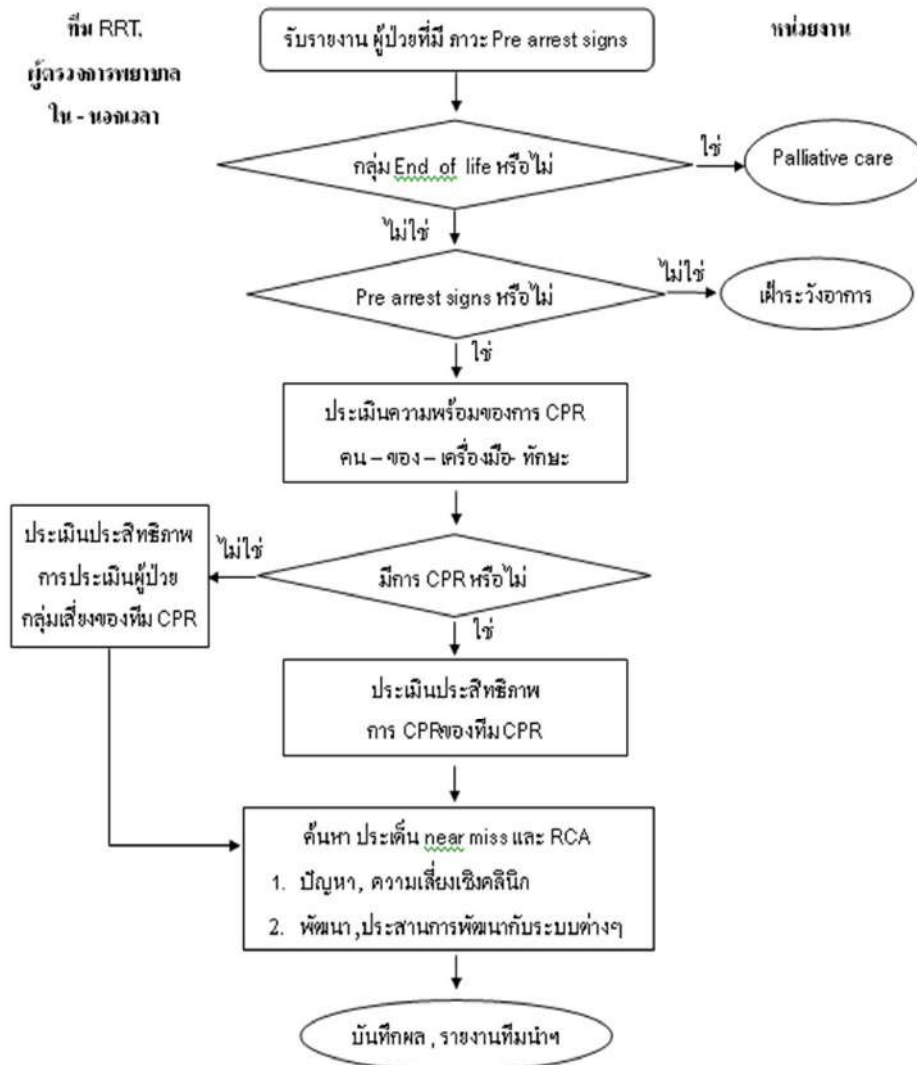 ทีม RRT,
ผู้ตรวจการพยาบาล
ใน - นอกเวลา
รับรายงาน ผู้ป่วยที่มี ภาวะ Pre arrest signs
หน่วยงาน
กลุ่ม End of life หรือไม่
ใช่
Palliative care
ไม่ใช่
Pre arrest signs หรือไม่
ไม่ใช่
เฝ้าระวังอาการ
ใช่
ประเมินความพร้อมของการ CPR
คน – ของ – เครื่องมือ- ทักษะ
ประเมินประสิทธิภาพ
การประเมินผู้ป่วย
กลุ่มเสี่ยงของทีม CPR
ไม่ใช่
มีการ CPR หรือไม่
ใช่
ประเมินประสิทธิภาพ
การ CPRของทีม CPR
ค้นหา ประเด็น near miss และ RCA
1. ปัญหา , ความเสี่ยงเชิงคลินิก
2. พัฒนา ,ประสานการพัฒนากับระบบต่างๆ
บันทึกผล , รายงานทีมนำฯ